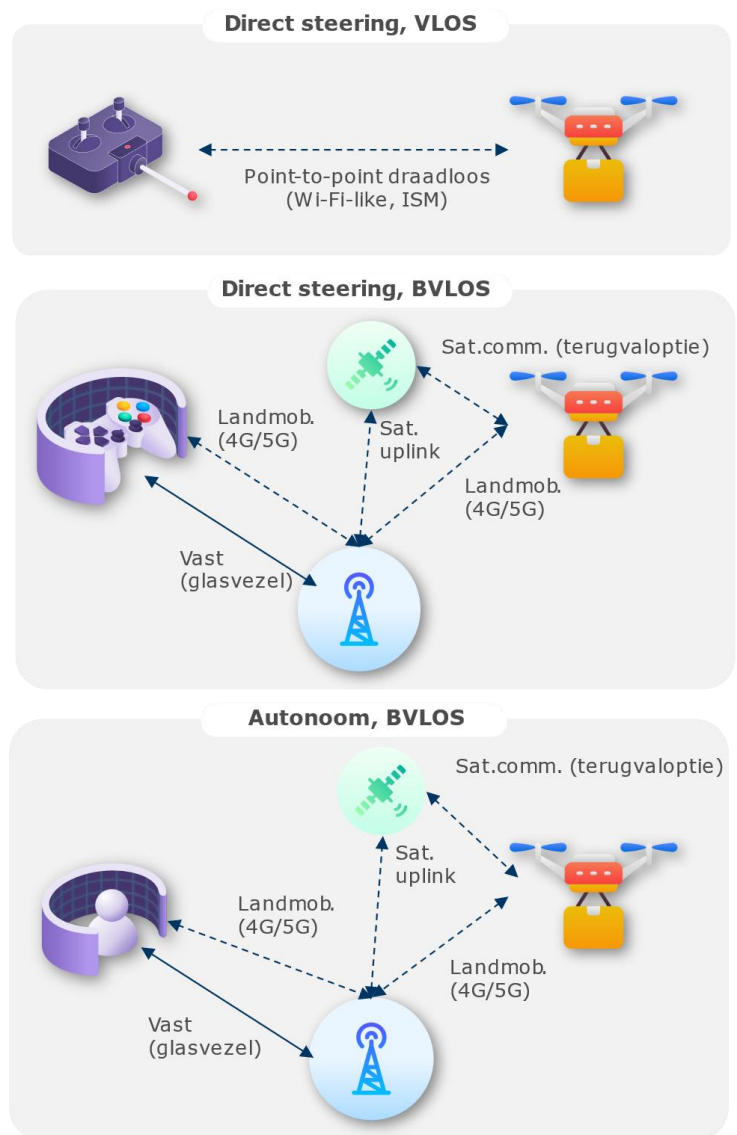 Direct steering, VLOS
Point-to-point draadloos
(Wi-Fi-like, ISM)
Direct steering, BVLOS
Sat.comm. (terugvaloptie)
Landmob.
(4G/5G)
Sat.
uplink
Landmob.
(4G/5G)
Vast
(glasvezel)
Autonoom, BVLOS
Sat.comm. (terugvaloptie)
Sat.
uplink
Landmob.
(4G/5G)
Landmob.
(4G/5G)
Vast
(glasvezel)